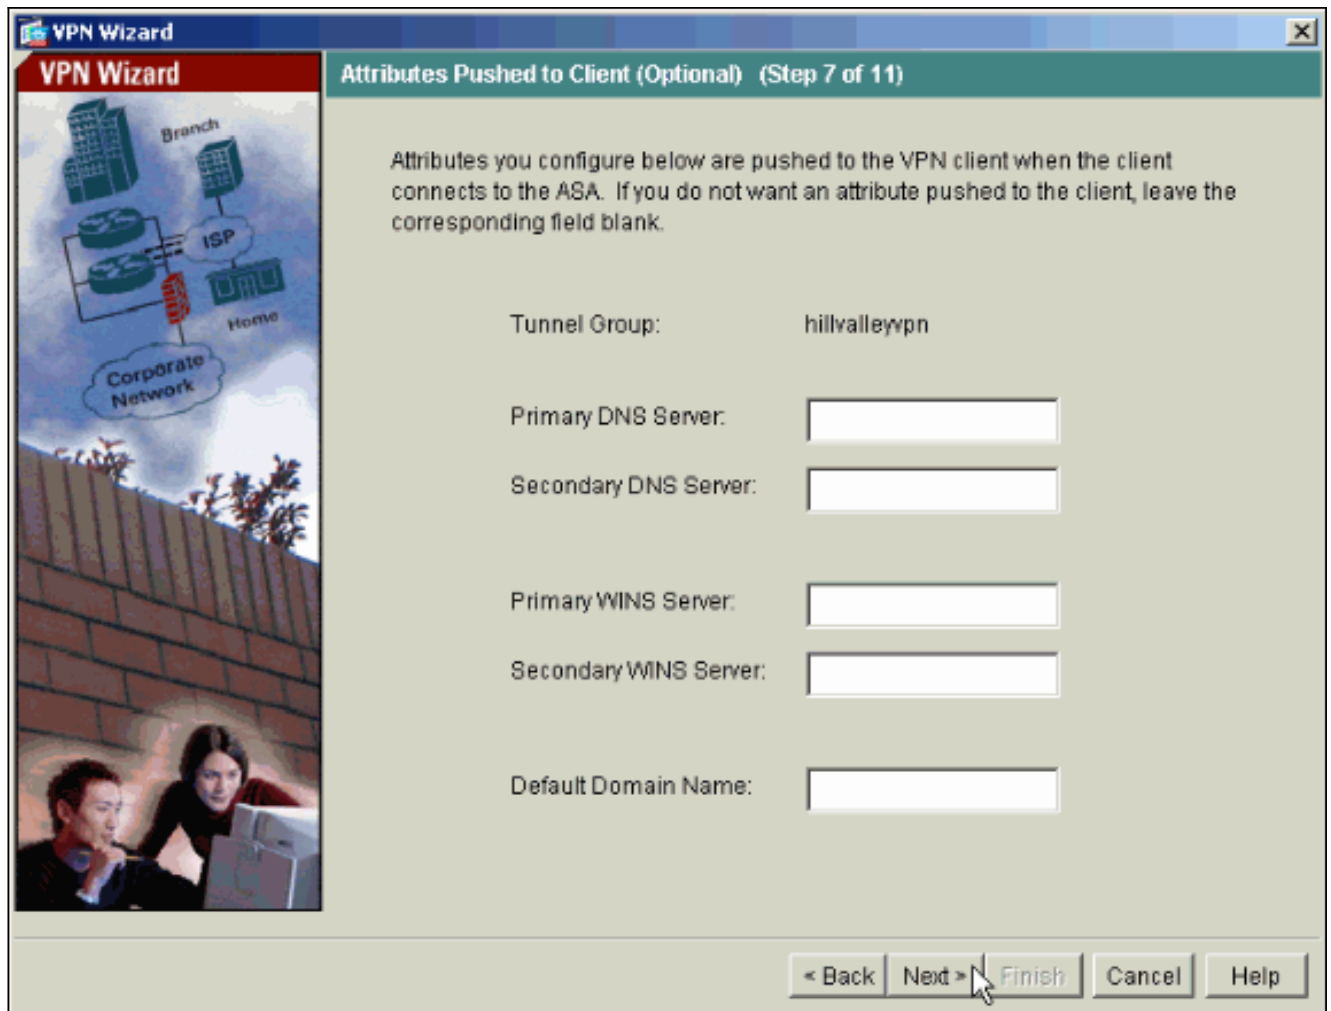 VPN Wizard
VPN Wizard
Attributes Pushed to Client (Optional) (Step 7 of 11)
Branch
ISP
Home
Corporate
Network
Attributes you configure below are pushed to the VPN client when the client
connects to the ASA. If you do not want an attribute pushed to the client, leave the
corresponding field blank.
Tunnel Group: hillvalleyvpn
Primary DNS Server:
Secondary DNS Server:
Primary WINS Server:
Secondary WINS Server:
Default Domain Name:
< Back Next > Finish Cancel Help